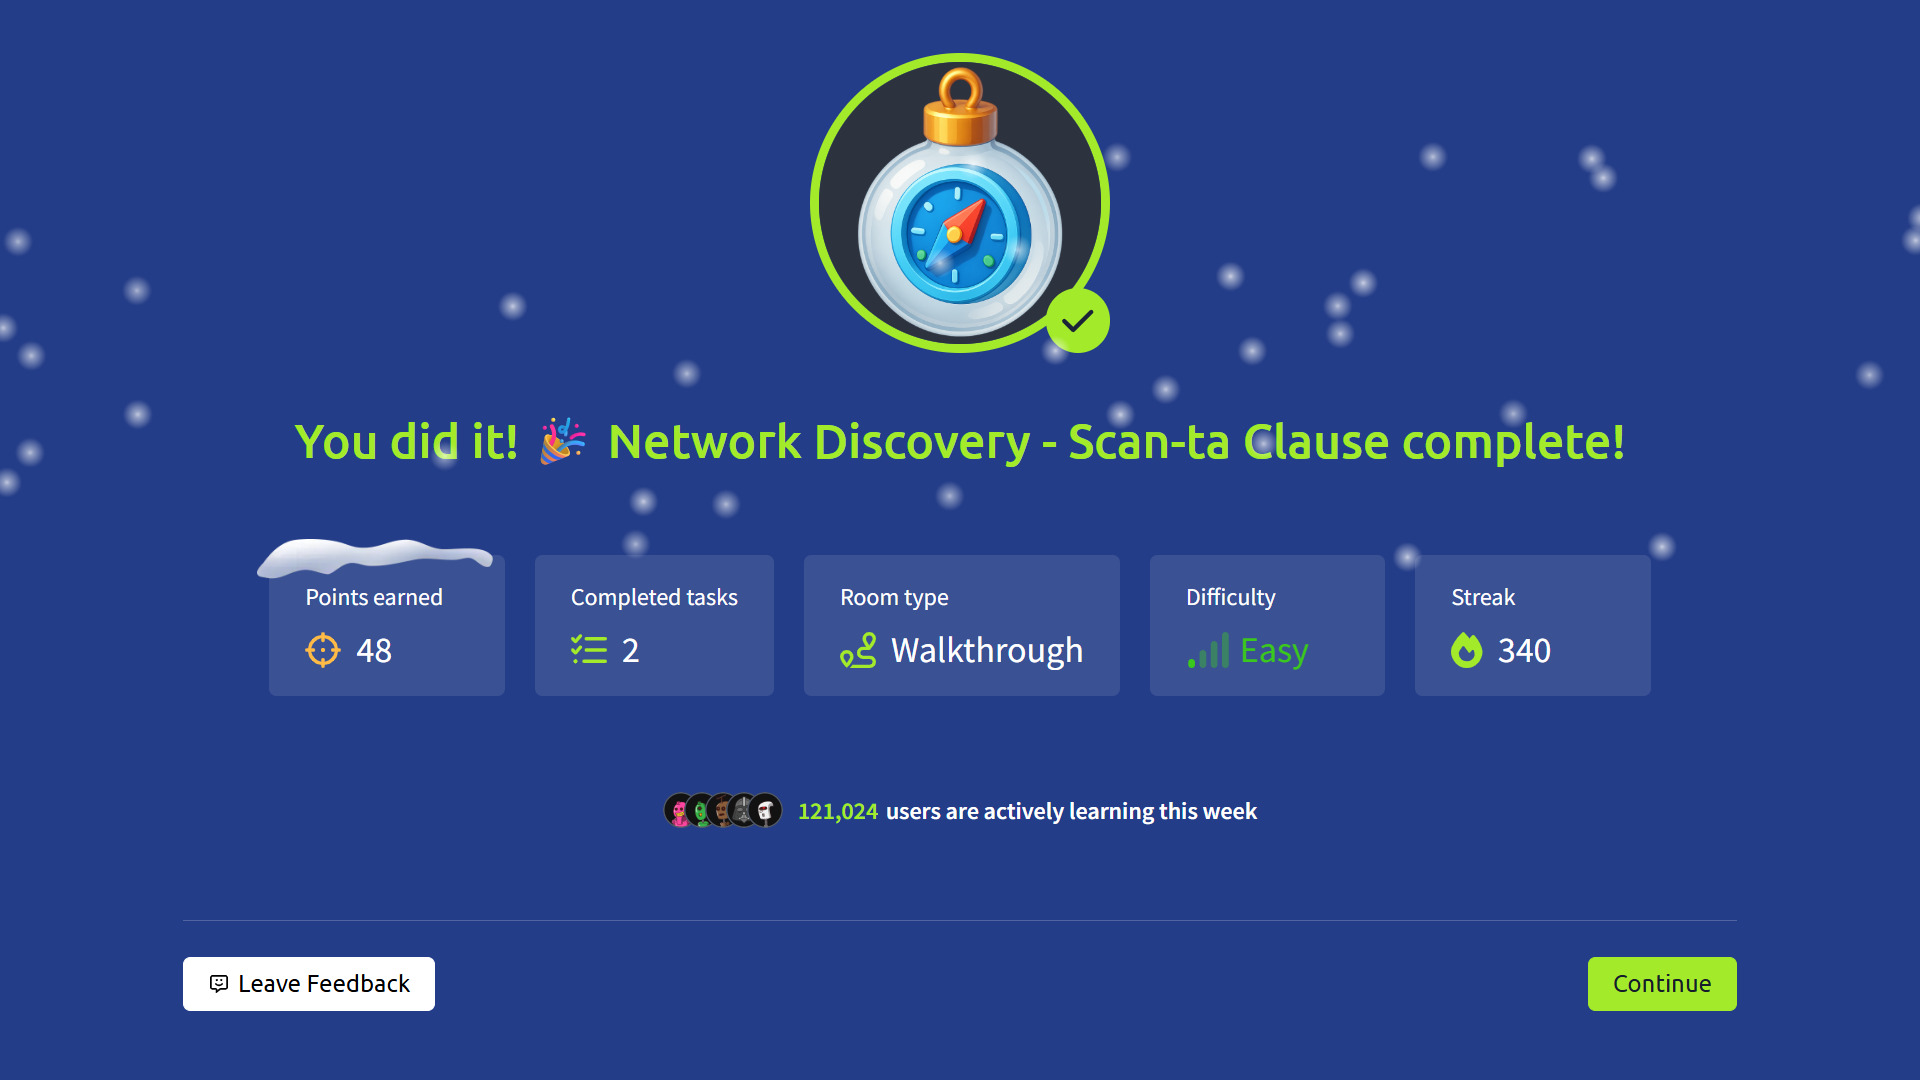 You did it! 🎉 Network Discovery - Scan-ta Clause complete!
Points earned
48
Completed tasks
2
Room type
Walkthrough
Difficulty
Easy
Streak
340
121,024 users are actively learning this week
Leave Feedback
Continue